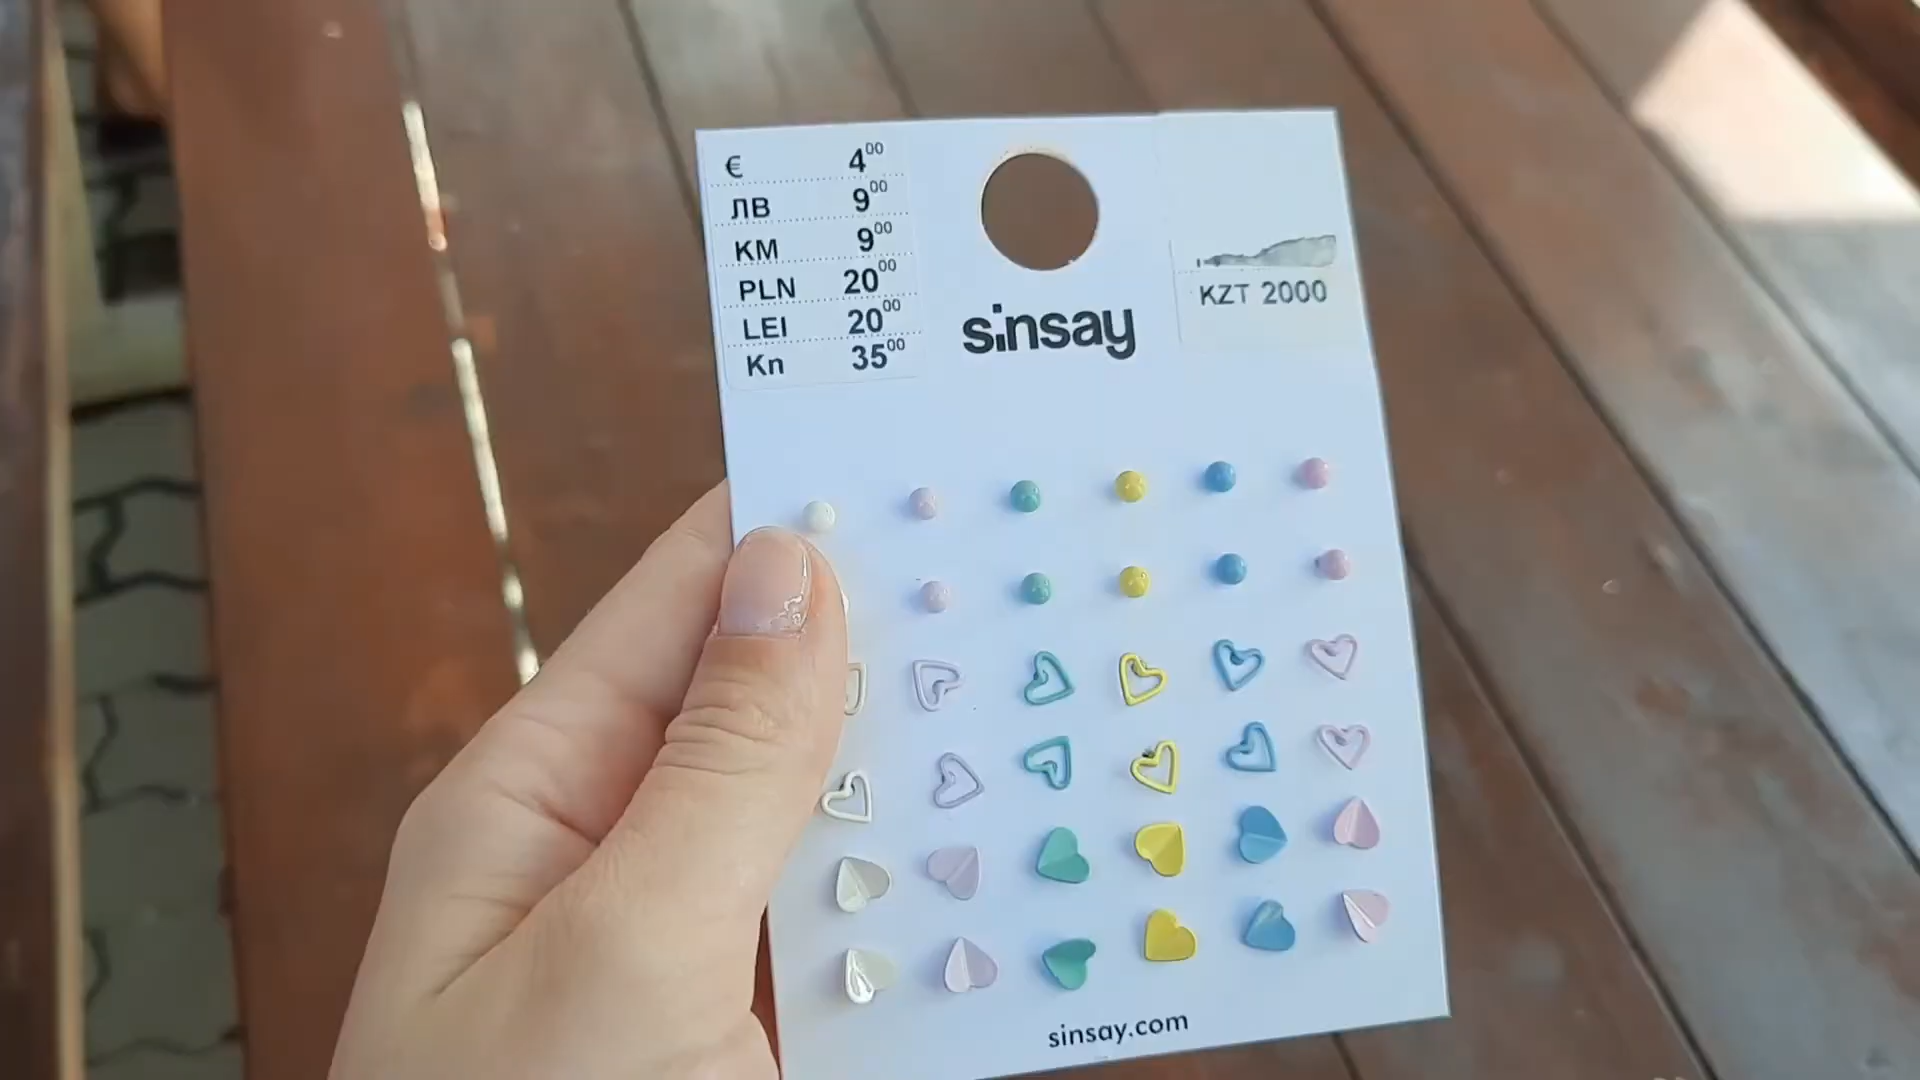 € 4⁰⁰
ЛВ 9⁰⁰
KM 9⁰⁰
PLN 20⁰⁰
LEI 20⁰⁰
Kn 35⁰⁰
sinsay
KZT 2000
sinsay.com